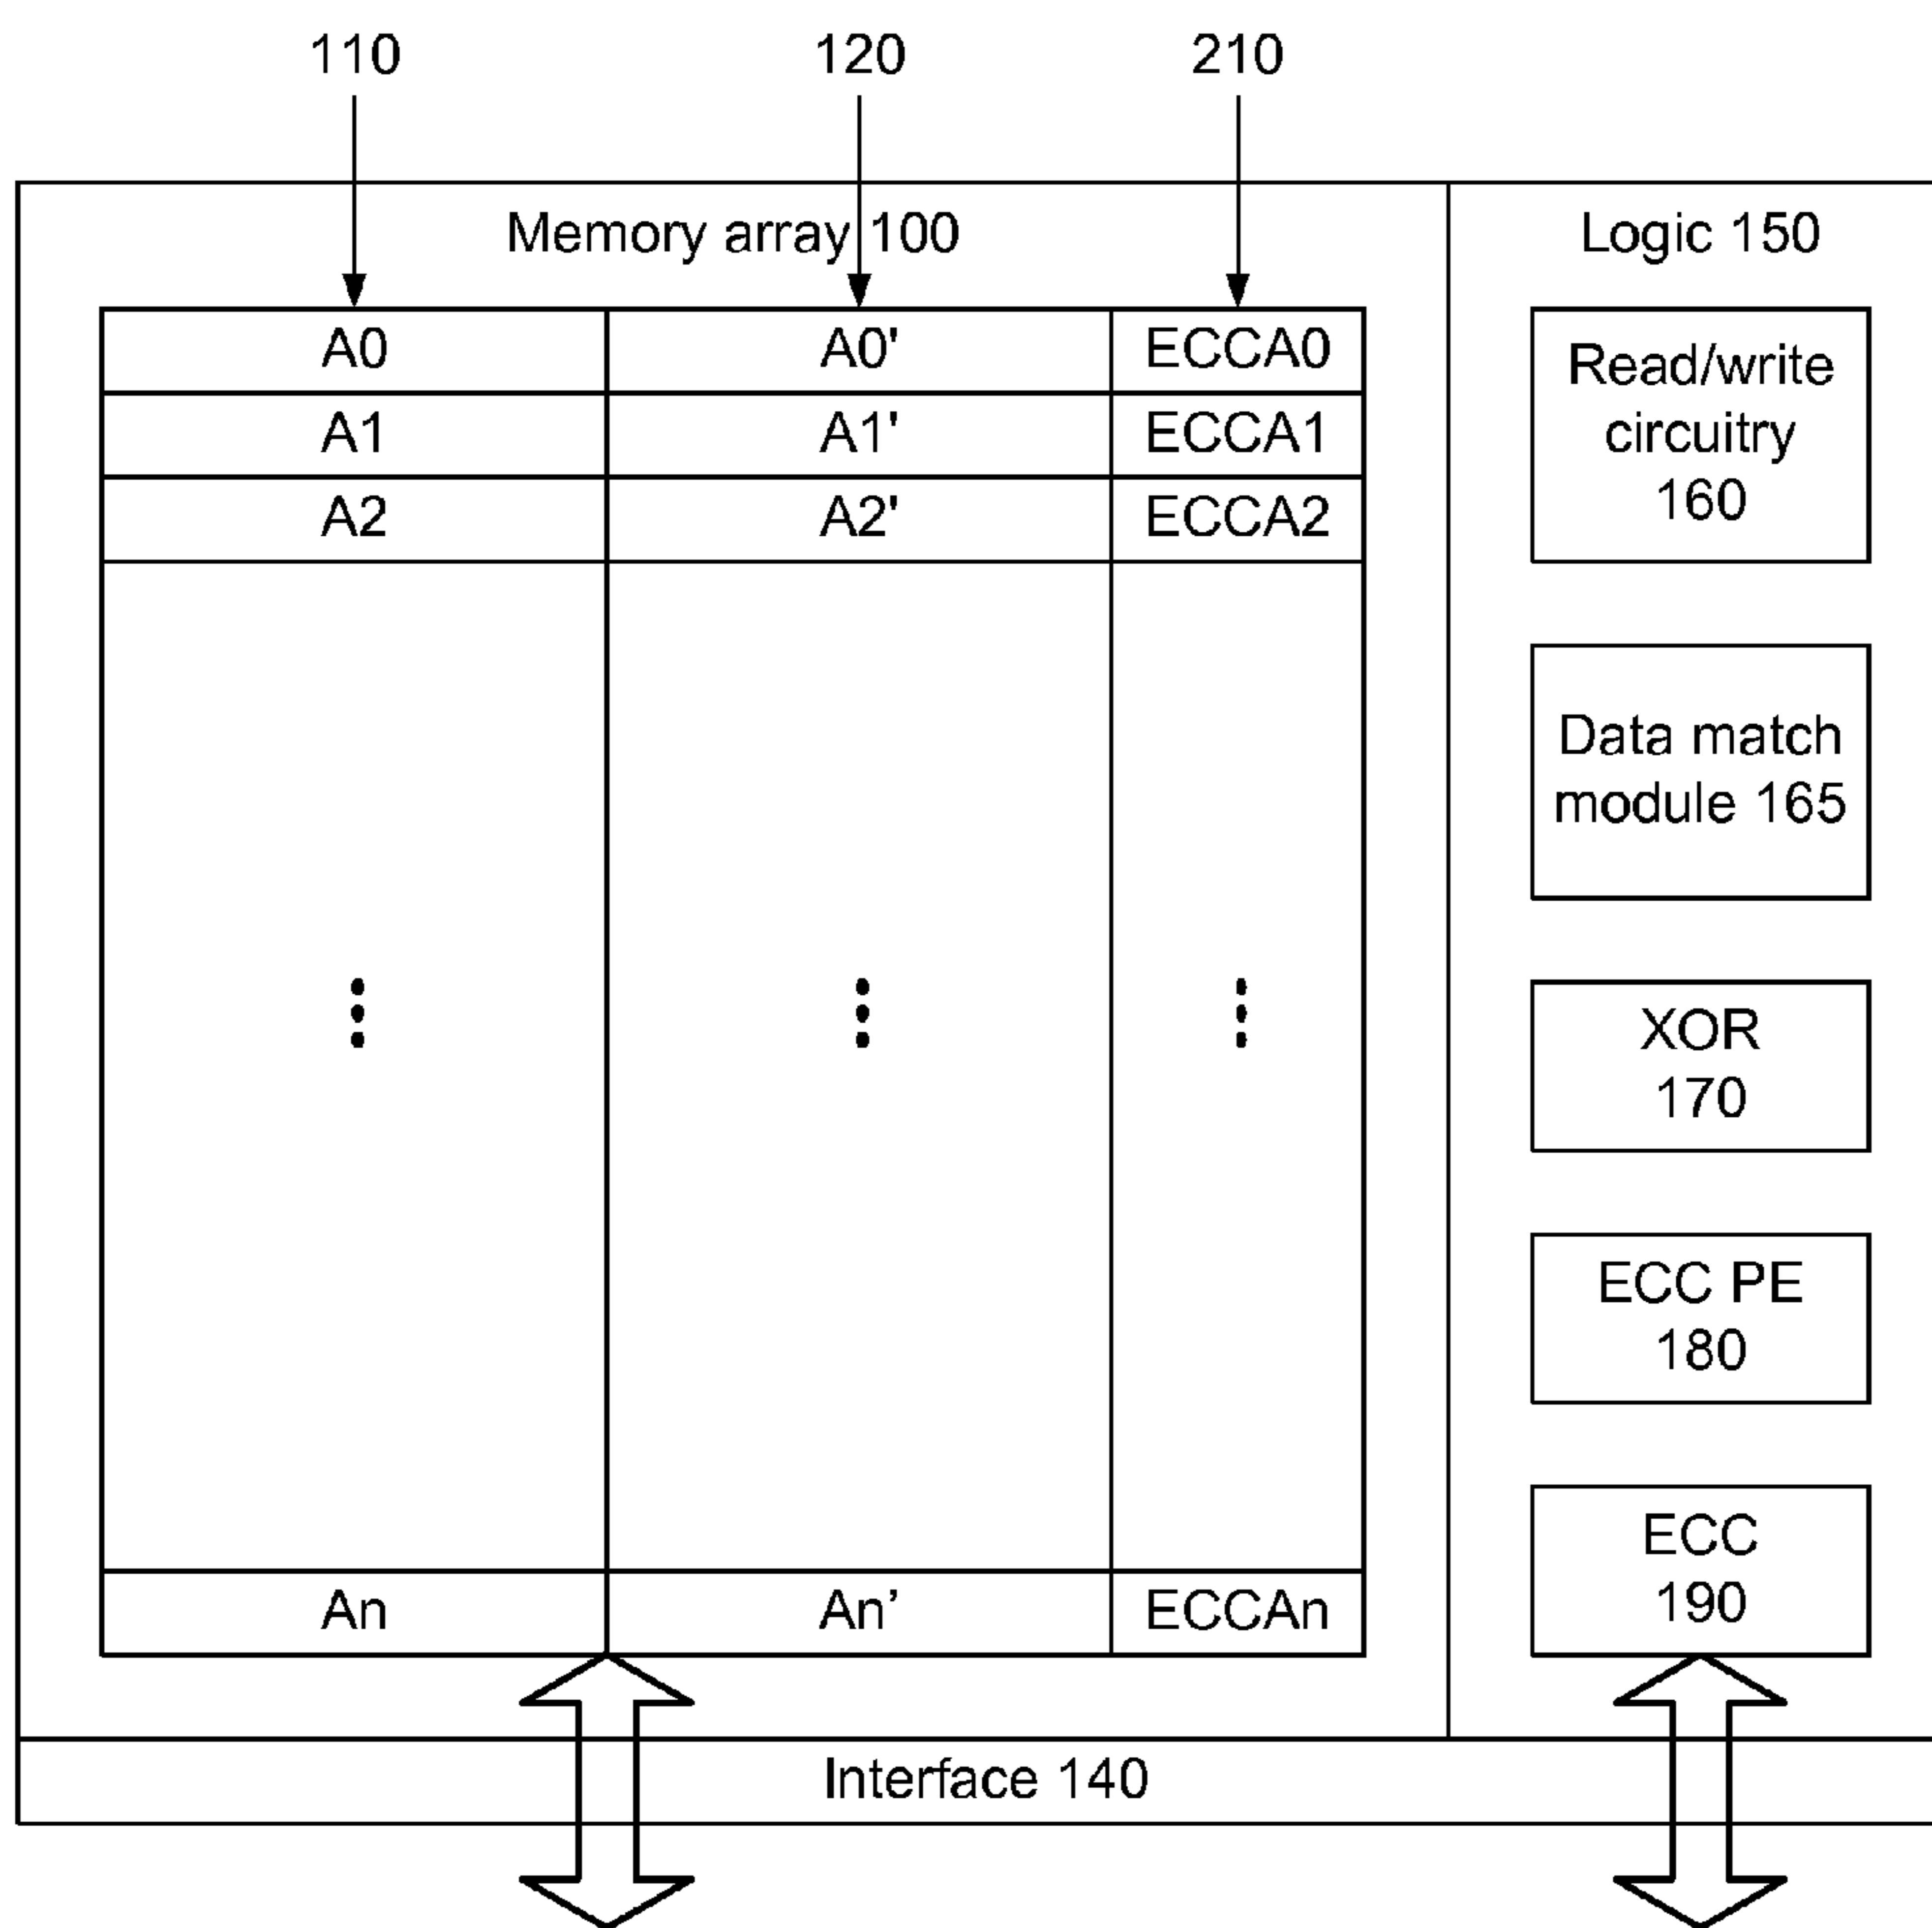 110 120 210
Memory array 100
Logic 150
A0 A0' ECCA0
A1 A1' ECCA1
A2 A2' ECCA2
An An’ ECCAn
Read/write
circuitry
160
Data match
module 165
XOR
170
ECC PE
180
ECC
190
Interface 140